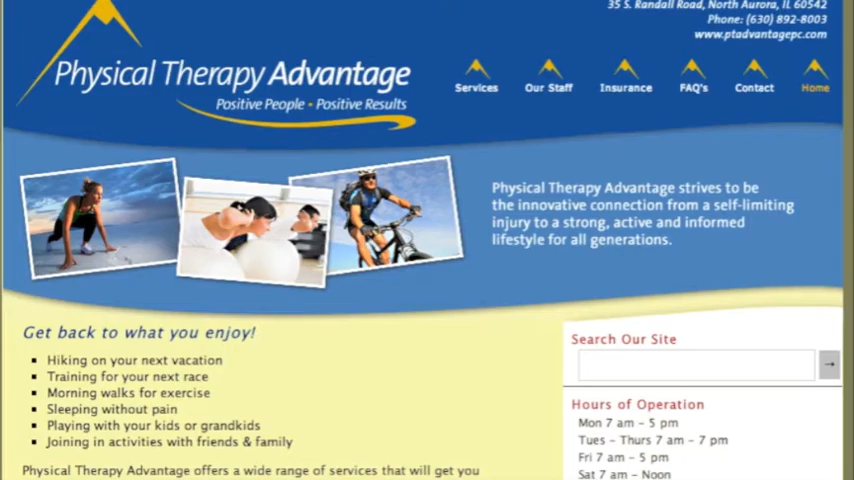 35 S. Randall Road, North Aurora, IL 60542
Phone: (630) 892-8003
www.ptadvantagepc.com
Physical Therapy Advantage
Positive People • Positive Results
Services Our Staff Insurance FAQ's Contact Home
Physical Therapy Advantage strives to be
the innovative connection from a self-limiting
injury to a strong, active and informed
lifestyle for all generations.
Get back to what you enjoy!
Hiking on your next vacation
Training for your next race
Morning walks for exercise
Sleeping without pain
Playing with your kids or grandkids
Joining in activities with friends & family
Physical Therapy Advantage offers a wide range of services that will get you
Search Our Site
→
Hours of Operation
Mon 7 am – 5 pm
Tues – Thurs 7 am – 7 pm
Fri 7 am – 5 pm
Sat 7 am – Noon